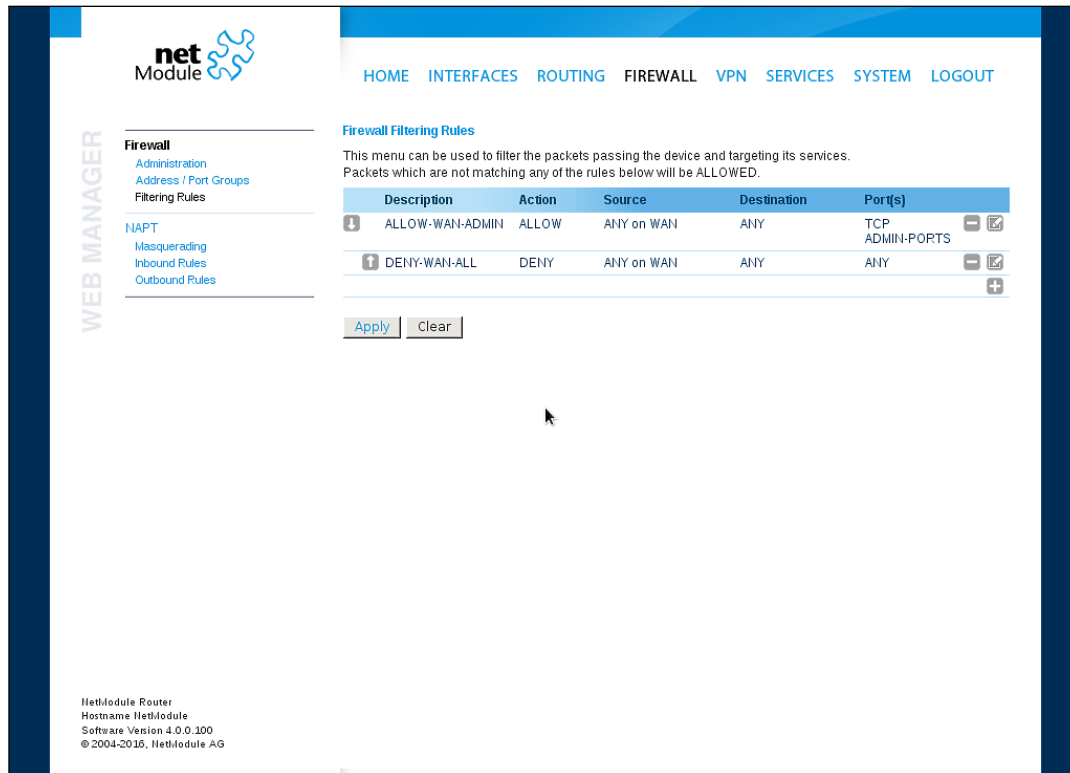 net
Module
HOME INTERFACES ROUTING FIREWALL VPN SERVICES SYSTEM LOGOUT
WEB MANAGER
Firewall
Administration
Address / Port Groups
Filtering Rules
NAPT
Masquerading
Inbound Rules
Outbound Rules
Firewall Filtering Rules
This menu can be used to filter the packets passing the device and targeting its services.
Packets which are not matching any of the rules below will be ALLOWED.
Description Action Source Destination Port(s)
ALLOW-WAN-ADMIN ALLOW ANY on WAN ANY TCP
ADMIN-PORTS
DENY-WAN-ALL DENY ANY on WAN ANY ANY
Apply Clear
NetModule Router
Hostname NetModule
Software Version 4.0.0.100
© 2004-2016, NetModule AG